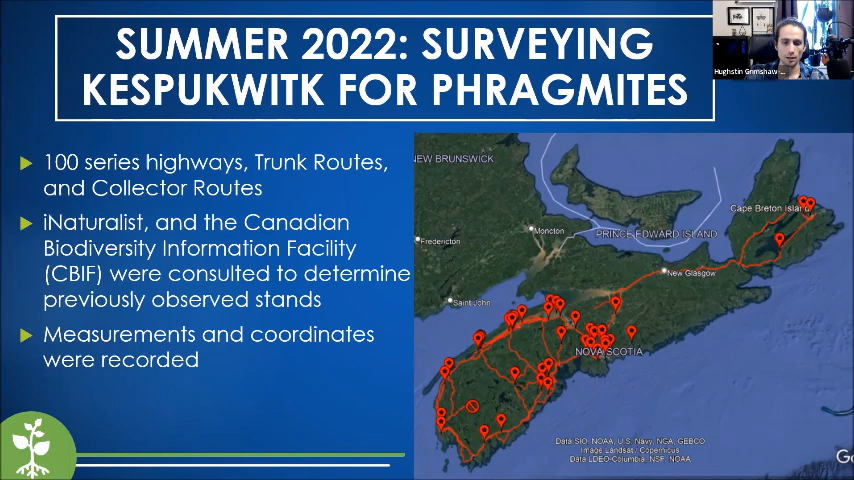 SUMMER 2022: SURVEYING
KESPUKWITK FOR PHRAGMITES
Hughstin Grimshaw-...
100 series highways, Trunk Routes,
and Collector Routes
iNaturalist, and the Canadian
Biodiversity Information Facility
(CBIF) were consulted to determine
previously observed stands
Measurements and coordinates
were recorded
NEW BRUNSWICK
Cape Breton Island
Moncton
PRINCE EDWARD ISLAND
Fredericton
New Glasgow
Saint John
NOVA SCOTIA
Data SIO, NOAA, U.S. Navy, NGA, GEBCO
Image Landsat / Copernicus
Data LDEO-Columbia, NSF, NOAA
Go